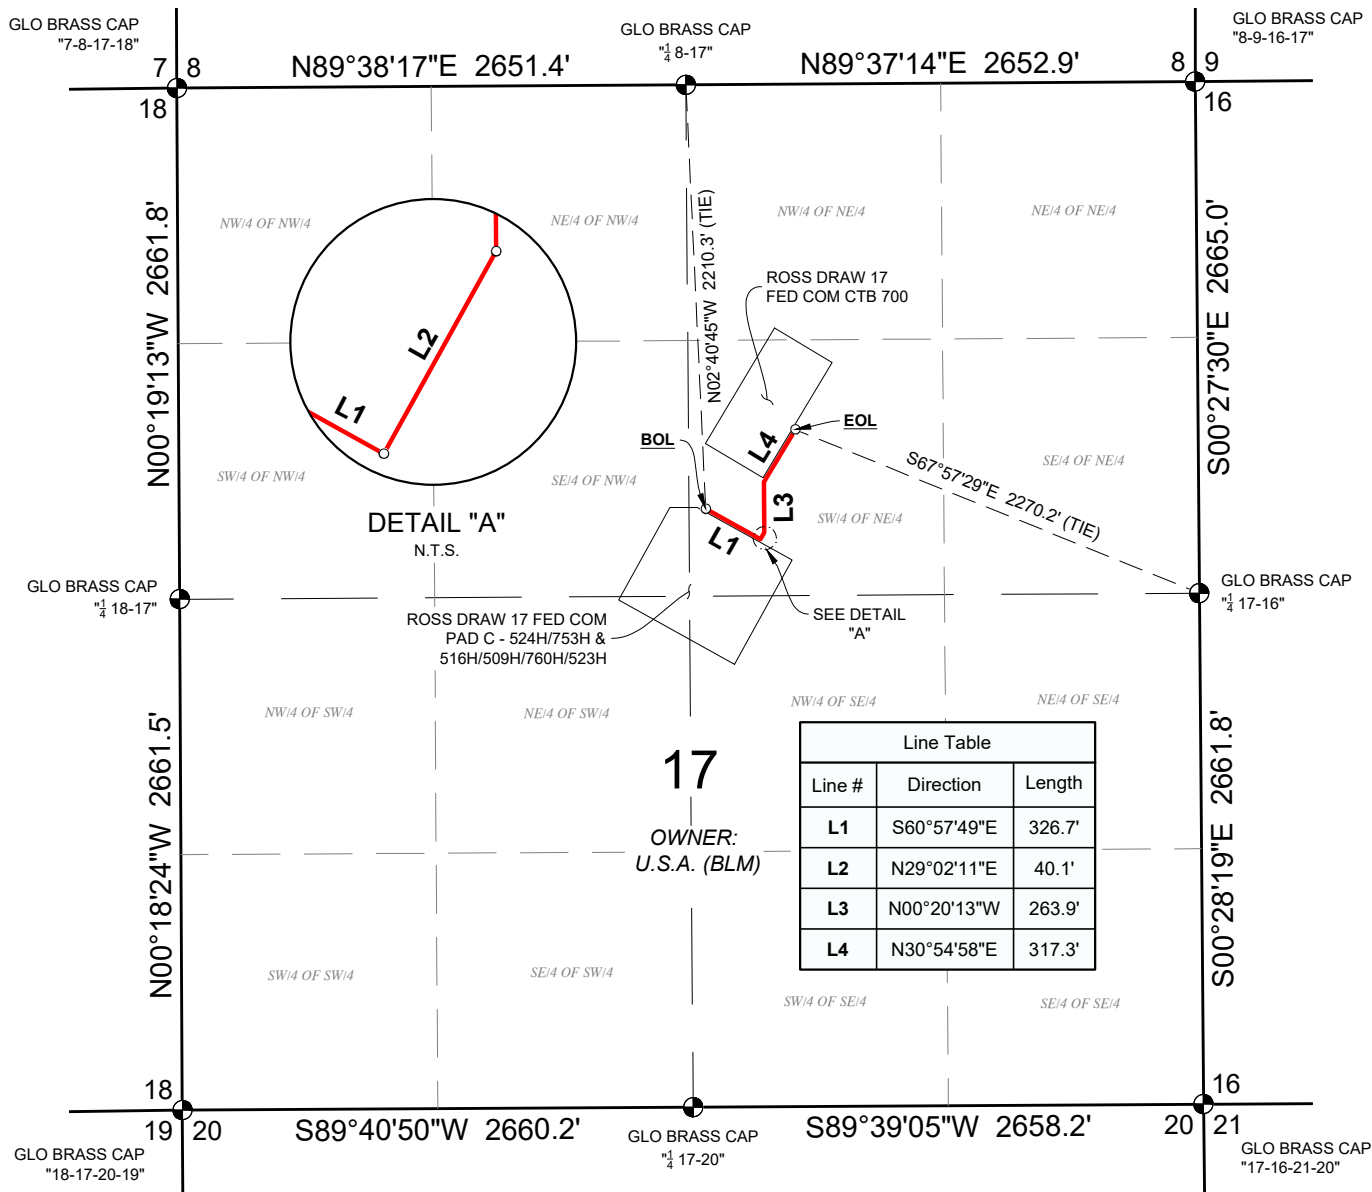 GLO BRASS CAP
"7-8-17-18"
GLO BRASS CAP
"1/4 8-17"
GLO BRASS CAP
"8-9-16-17"
7 8
18
N89°38'17"E 2651.4'
N89°37'14"E 2652.9'
8 9
16
N00°19'13"W 2661.8'
NW/4 OF NW/4
NE/4 OF NW/4
NW/4 OF NE/4
NE/4 OF NE/4
N02°40'45"W 2210.3' (TIE)
S00°27'30"E 2665.0'
ROSS DRAW 17
FED COM CTB 700
L2
L1
DETAIL "A"
N.T.S.
BOL
EOL
L4
L3
L1
SW/4 OF NW/4
SE/4 OF NW/4
SW/4 OF NE/4
SE/4 OF NE/4
S67°57'29"E 2270.2' (TIE)
GLO BRASS CAP
"1/4 18-17"
GLO BRASS CAP
"1/4 17-16"
ROSS DRAW 17 FED COM
PAD C - 524H/753H &
516H/509H/760H/523H
SEE DETAIL
"A"
N00°18'24"W 2661.5'
NW/4 OF SW/4
NE/4 OF SW/4
NW/4 OF SE/4
NE/4 OF SE/4
S00°28'19"E 2661.8'
17
OWNER:
U.S.A. (BLM)
Line Table
Line # Direction Length
L1 S60°57'49"E 326.7'
L2 N29°02'11"E 40.1'
L3 N00°20'13"W 263.9'
L4 N30°54'58"E 317.3'
SW/4 OF SW/4
SE/4 OF SW/4
SW/4 OF SE/4
SE/4 OF SE/4
18
19 20
S89°40'50"W 2660.2'
S89°39'05"W 2658.2'
16
20 21
GLO BRASS CAP
"18-17-20-19"
GLO BRASS CAP
"1/4 17-20"
GLO BRASS CAP
"17-16-21-20"